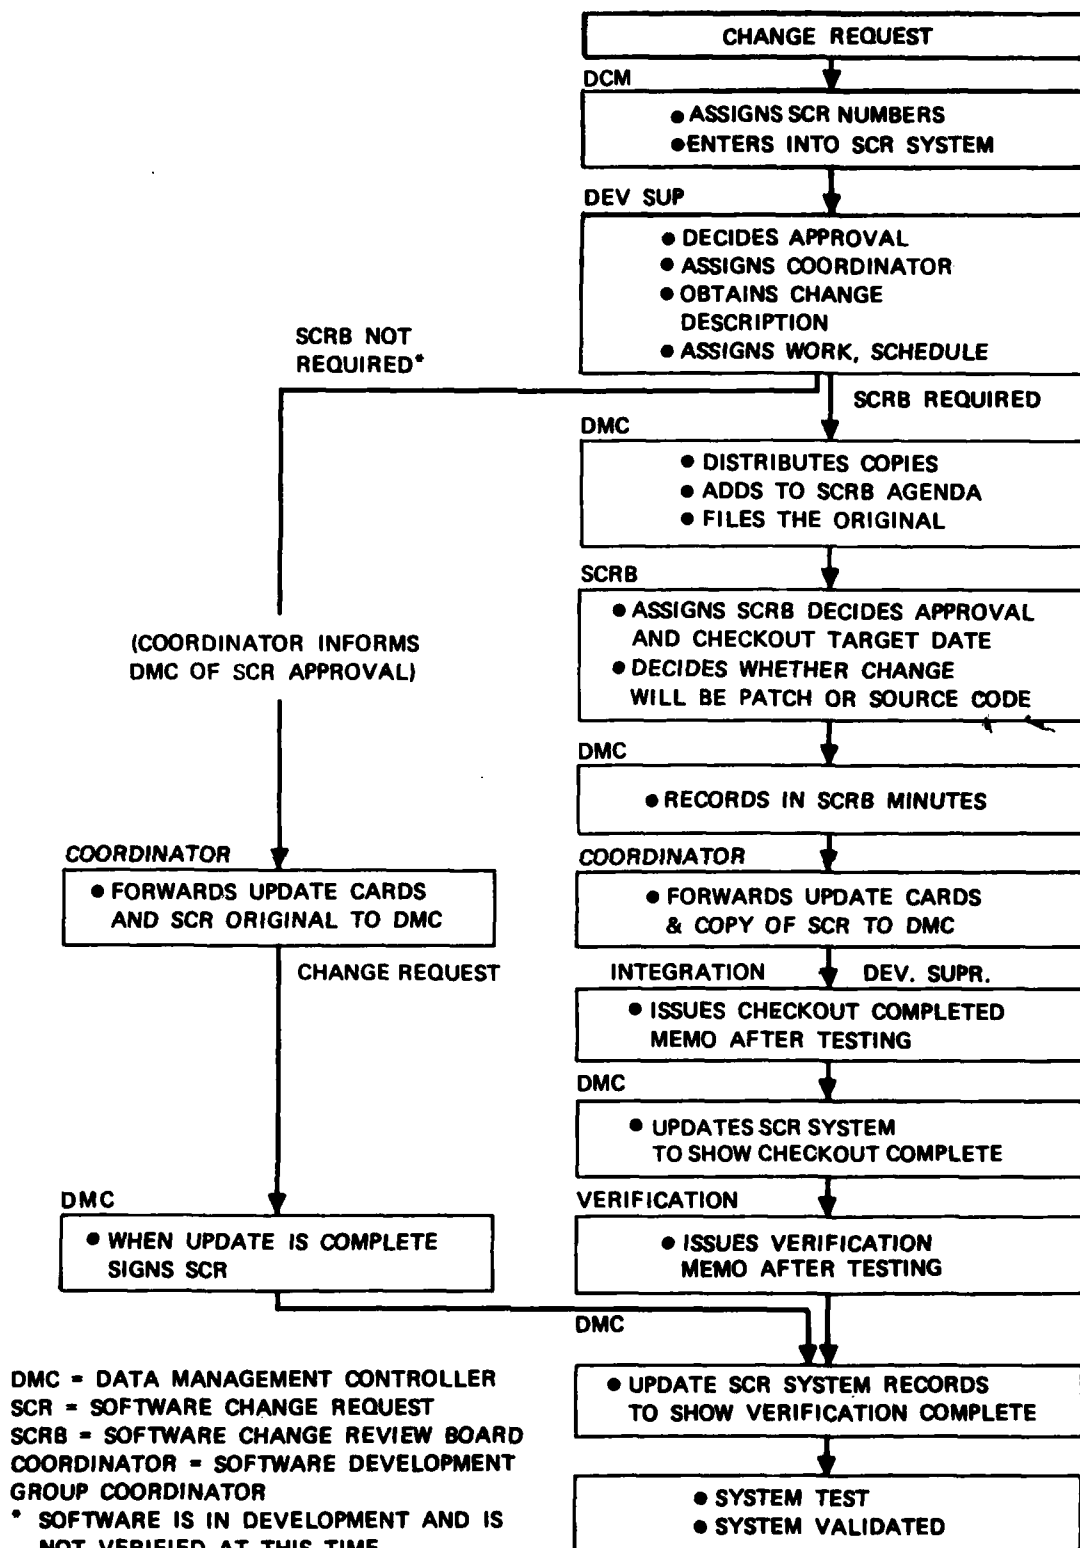 CHANGE REQUEST
DCM
● ASSIGNS SCR NUMBERS
● ENTERS INTO SCR SYSTEM
DEV SUP
● DECIDES APPROVAL
● ASSIGNS COORDINATOR
● OBTAINS CHANGE
DESCRIPTION
● ASSIGNS WORK, SCHEDULE
SCRB NOT
REQUIRED*
SCRB REQUIRED
DMC
● DISTRIBUTES COPIES
● ADDS TO SCRB AGENDA
● FILES THE ORIGINAL
SCRB
● ASSIGNS SCRB DECIDES APPROVAL
AND CHECKOUT TARGET DATE
● DECIDES WHETHER CHANGE
WILL BE PATCH OR SOURCE CODE
(COORDINATOR INFORMS
DMC OF SCR APPROVAL)
DMC
● RECORDS IN SCRB MINUTES
COORDINATOR
● FORWARDS UPDATE CARDS
AND SCR ORIGINAL TO DMC
COORDINATOR
● FORWARDS UPDATE CARDS
& COPY OF SCR TO DMC
CHANGE REQUEST
INTEGRATION DEV. SUPR.
● ISSUES CHECKOUT COMPLETED
MEMO AFTER TESTING
DMC
● UPDATES SCR SYSTEM
TO SHOW CHECKOUT COMPLETE
DMC
● WHEN UPDATE IS COMPLETE
SIGNS SCR
VERIFICATION
● ISSUES VERIFICATION
MEMO AFTER TESTING
DMC
● UPDATE SCR SYSTEM RECORDS
TO SHOW VERIFICATION COMPLETE
● SYSTEM TEST
● SYSTEM VALIDATED
DMC = DATA MANAGEMENT CONTROLLER
SCR = SOFTWARE CHANGE REQUEST
SCRB = SOFTWARE CHANGE REVIEW BOARD
COORDINATOR = SOFTWARE DEVELOPMENT
GROUP COORDINATOR
* SOFTWARE IS IN DEVELOPMENT AND IS
NOT VERIFIED AT THIS TIME